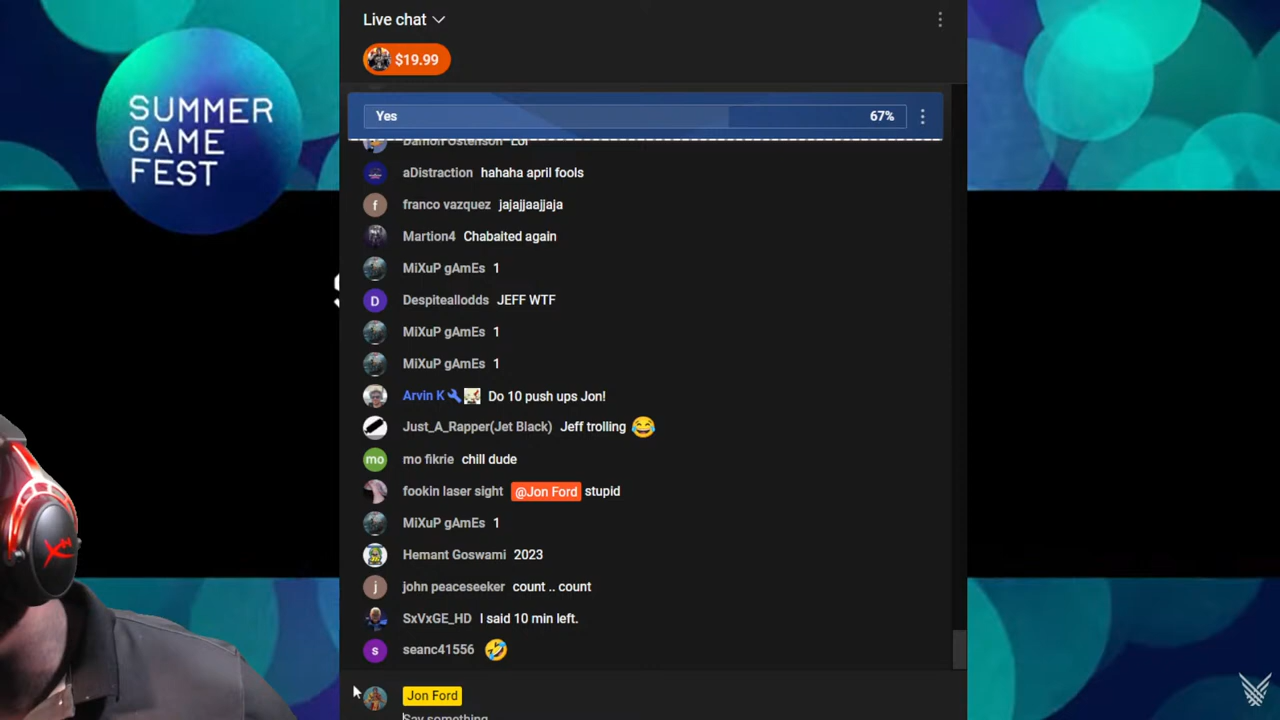 Live chat
$19.99
SUMMER
GAME
FEST
Yes 67%
aDistraction hahaha april fools
franco vazquez jajajjaajjaja
Martion4 Chabaited again
MiXuP gAmEs 1
Despiteallodds JEFF WTF
MiXuP gAmEs 1
MiXuP gAmEs 1
Arvin K Do 10 push ups Jon!
Just_A_Rapper(Jet Black) Jeff trolling 😂
mo mo fikrie chill dude
fookin laser sight @Jon Ford stupid
MiXuP gAmEs 1
Hemant Goswami 2023
j john peaceseeker count .. count
SxVxGE_HD I said 10 min left.
s seanc41556 🤣
Jon Ford
Say something